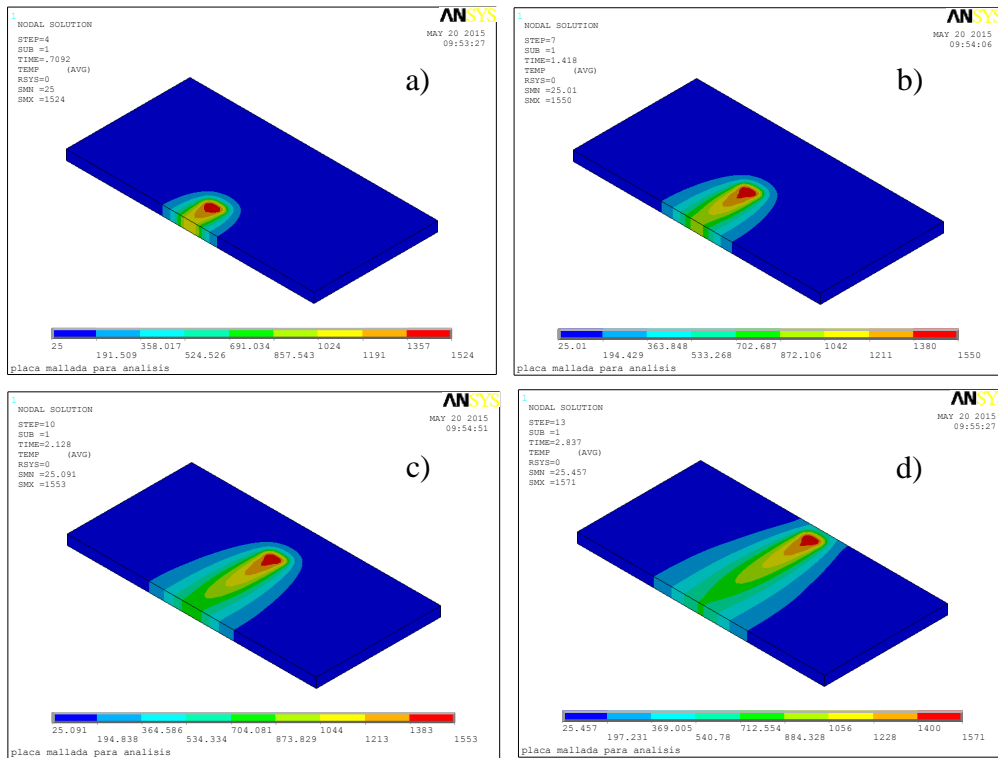 1
ANSYS
NODAL SOLUTION
MAY 20 2015
09:53:27
STEP=4
SUB =1
TIME=.7092
TEMP (AVG)
RSYS=0
SMN =25
SMX =1524
a)
25 358.017 691.034 1024 1357
191.509 524.526 857.543 1191 1524
placa mallada para analisis
1
ANSYS
NODAL SOLUTION
MAY 20 2015
09:54:06
STEP=7
SUB =1
TIME=1.418
TEMP (AVG)
RSYS=0
SMN =25.01
SMX =1550
b)
25.01 363.848 702.687 1042 1380
194.429 533.268 872.106 1211 1550
placa mallada para analisis
1
ANSYS
NODAL SOLUTION
MAY 20 2015
09:54:51
STEP=10
SUB =1
TIME=2.128
TEMP (AVG)
RSYS=0
SMN =25.091
SMX =1553
c)
25.091 364.586 704.081 1044 1383
194.838 534.334 873.829 1213 1553
placa mallada para analisis
1
ANSYS
NODAL SOLUTION
MAY 20 2015
09:55:27
STEP=13
SUB =1
TIME=2.837
TEMP (AVG)
RSYS=0
SMN =25.457
SMX =1571
d)
25.457 369.005 712.554 1056 1400
197.231 540.78 884.328 1228 1571
placa mallada para analisis